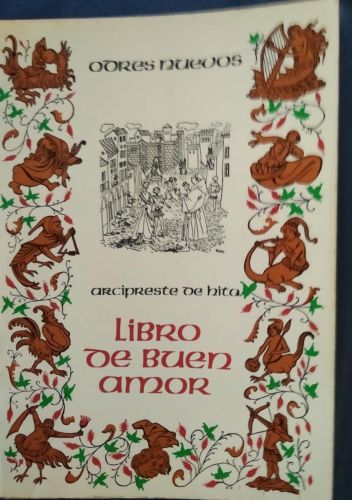 Odres nuevos
arcipreste de hita
Libro
de buen
amor